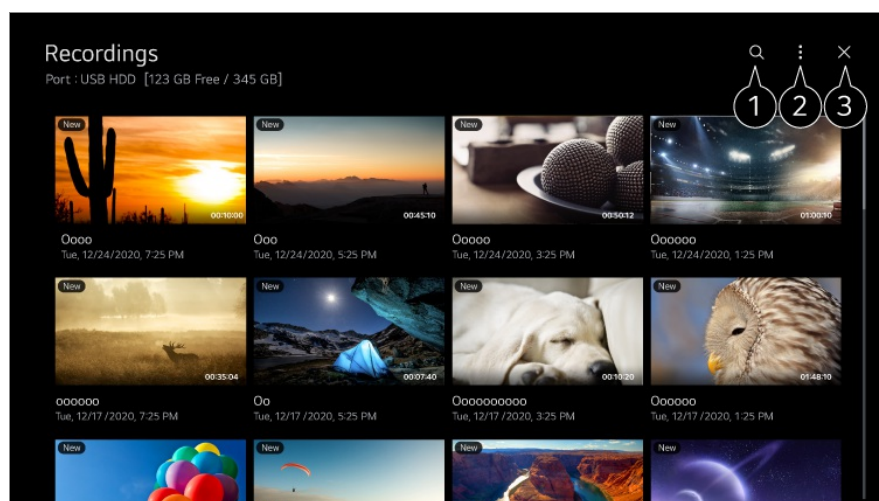 Recordings
Port : USB HDD [123 GB Free / 345 GB]
1 2 3
New New New New
00:10:00 00:45:10 00:50:12 01:00:10
Oooo Ooo Ooooo Oooooo
Tue, 12/24/2020, 7:25 PM Tue, 12/24/2020, 5:25 PM Tue, 12/24/2020, 3:25 PM Tue, 12/24/2020, 1:25 PM
New New New New
00:35:04 00:07:40 00:10:20 01:48:10
oooooo Oo Oooooooooo Oooooo
Tue, 12/17/2020, 7:25 PM Tue, 12/17/2020, 5:25 PM Tue, 12/17/2020, 3:25 PM Tue, 12/17/2020, 1:25 PM
New New New New